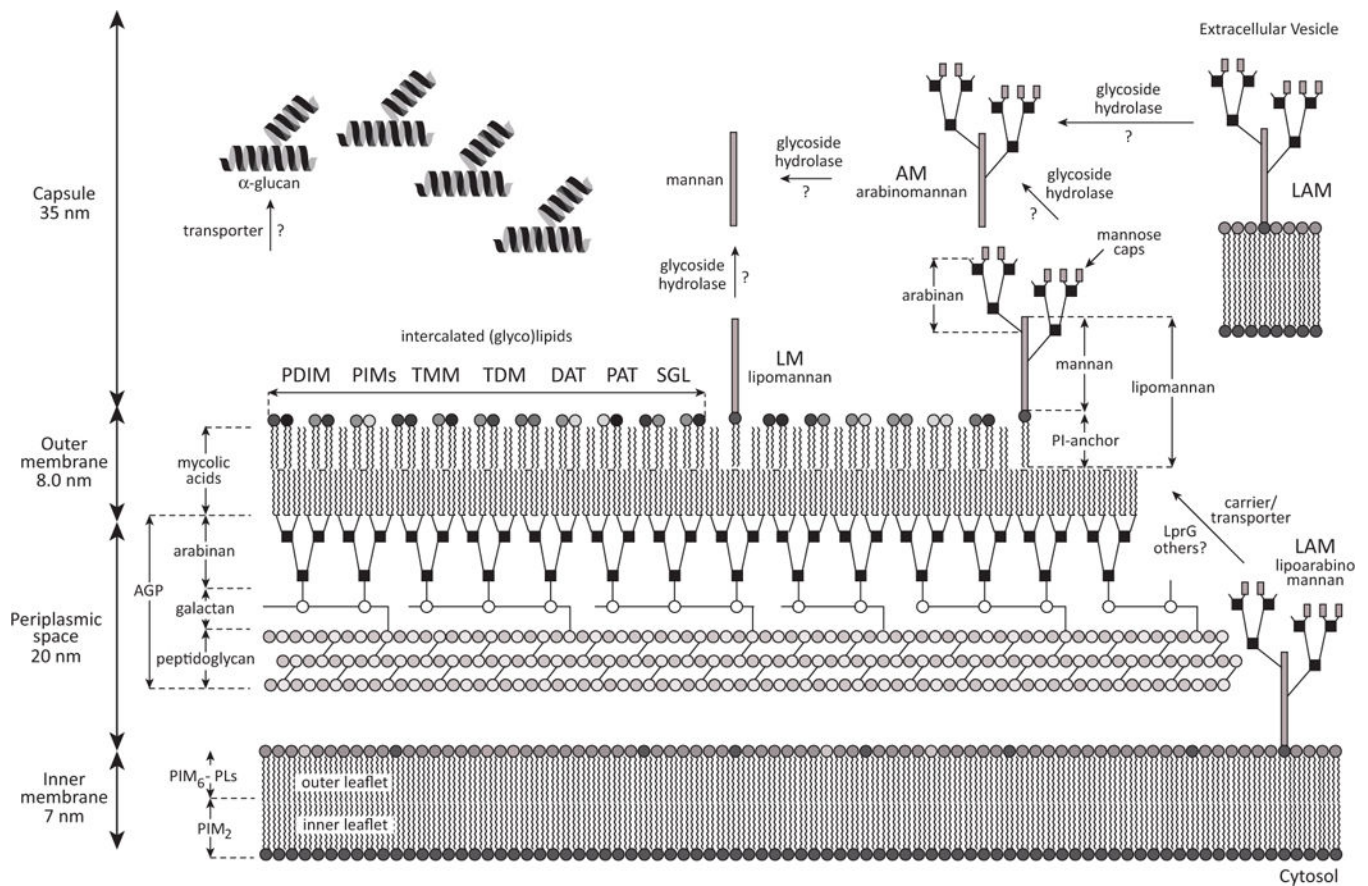 Extracellular Vesicle
glycoside
hydrolase
?
LAM
Capsule
35 nm
α-glucan
transporter
?
mannan
glycoside
hydrolase
?
AM
arabinomannan
glycoside
hydrolase
?
mannose
caps
glycoside
hydrolase
?
arabinan
intercalated (glyco)lipids
PDIM PIMs TMM TDM DAT PAT SGL
LM
lipomannan
mannan
lipomannan
PI-anchor
Outer
membrane
8.0 nm
mycolic
acids
carrier/
transporter
LprG
others?
LAM
lipoarabino
mannan
Periplasmic
space
20 nm
AGP
arabinan
galactan
peptidoglycan
Inner
membrane
7 nm
PIM6- PLs
outer leaflet
PIM2
inner leaflet
Cytosol